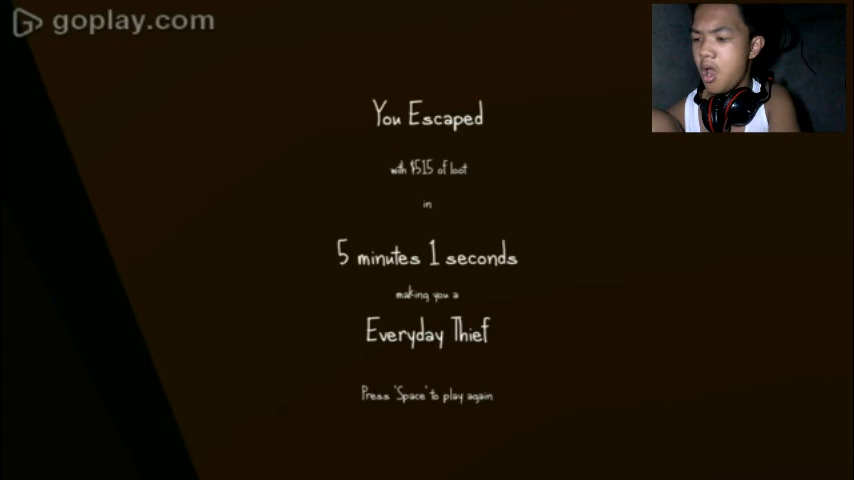 goplay.com
You Escaped
with $515 of loot
in
5 minutes 1 seconds
making you a
Everyday Thief
Press 'Space' to play again